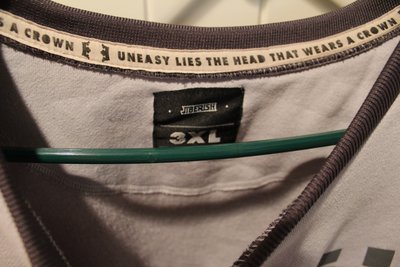 S A CROWN
UNEASY LIES THE HEAD THAT WEARS A CROWN
JIBERISH
3XL